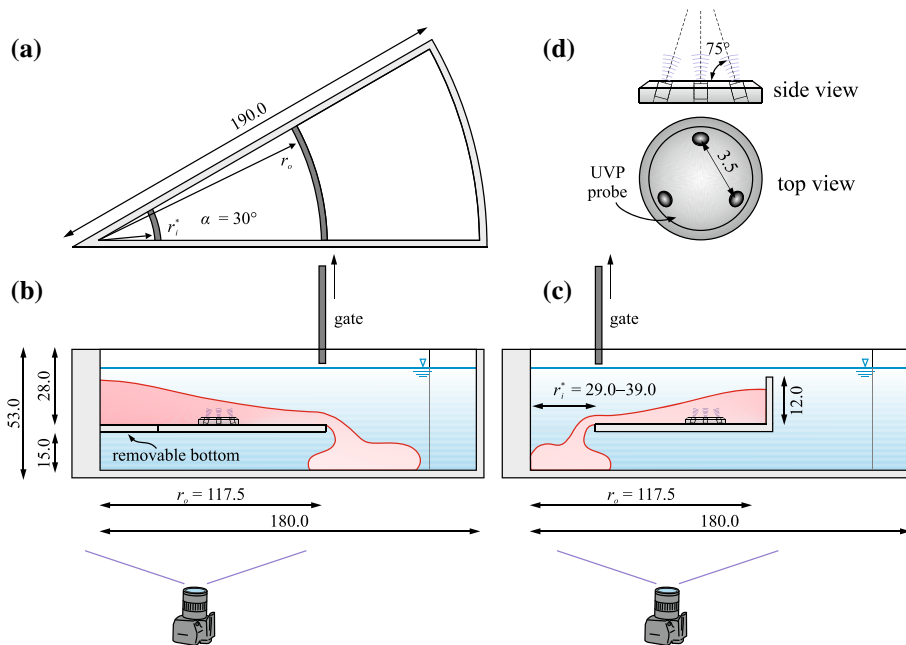 (a)
190.0
r_o
r_i^*
α = 30°
(d)
75°
side view
3.5
UVP
probe
top view
(b)
gate
53.0
28.0
15.0
removable bottom
r_o = 117.5
180.0
(c)
gate
r_i^* = 29.0–39.0
12.0
r_o = 117.5
180.0